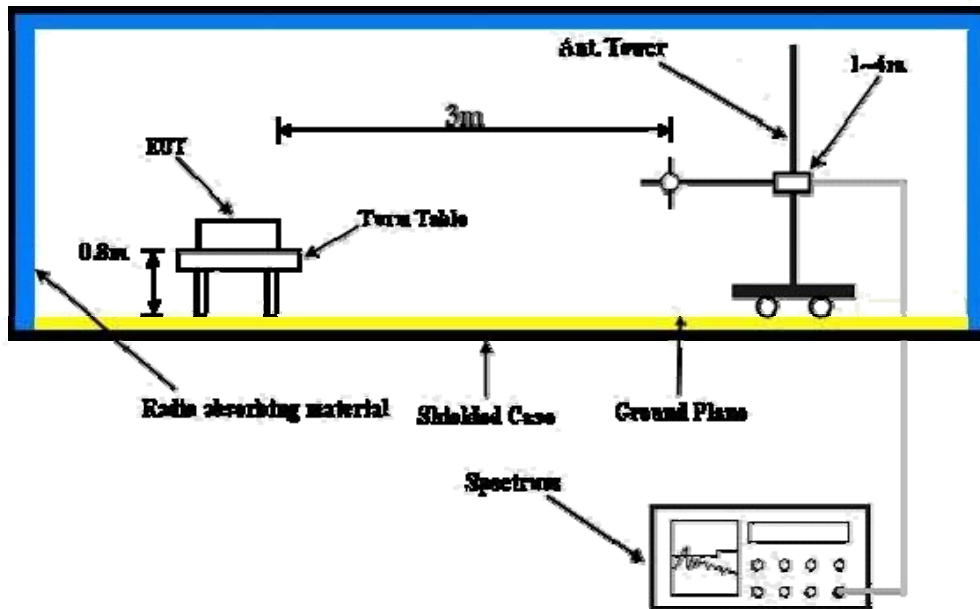 Ant. Tower
1-4m
3m
EUT
Turn Table
0.8m
Radio absorbing material
Shielded Case
Ground Plane
Spectrum